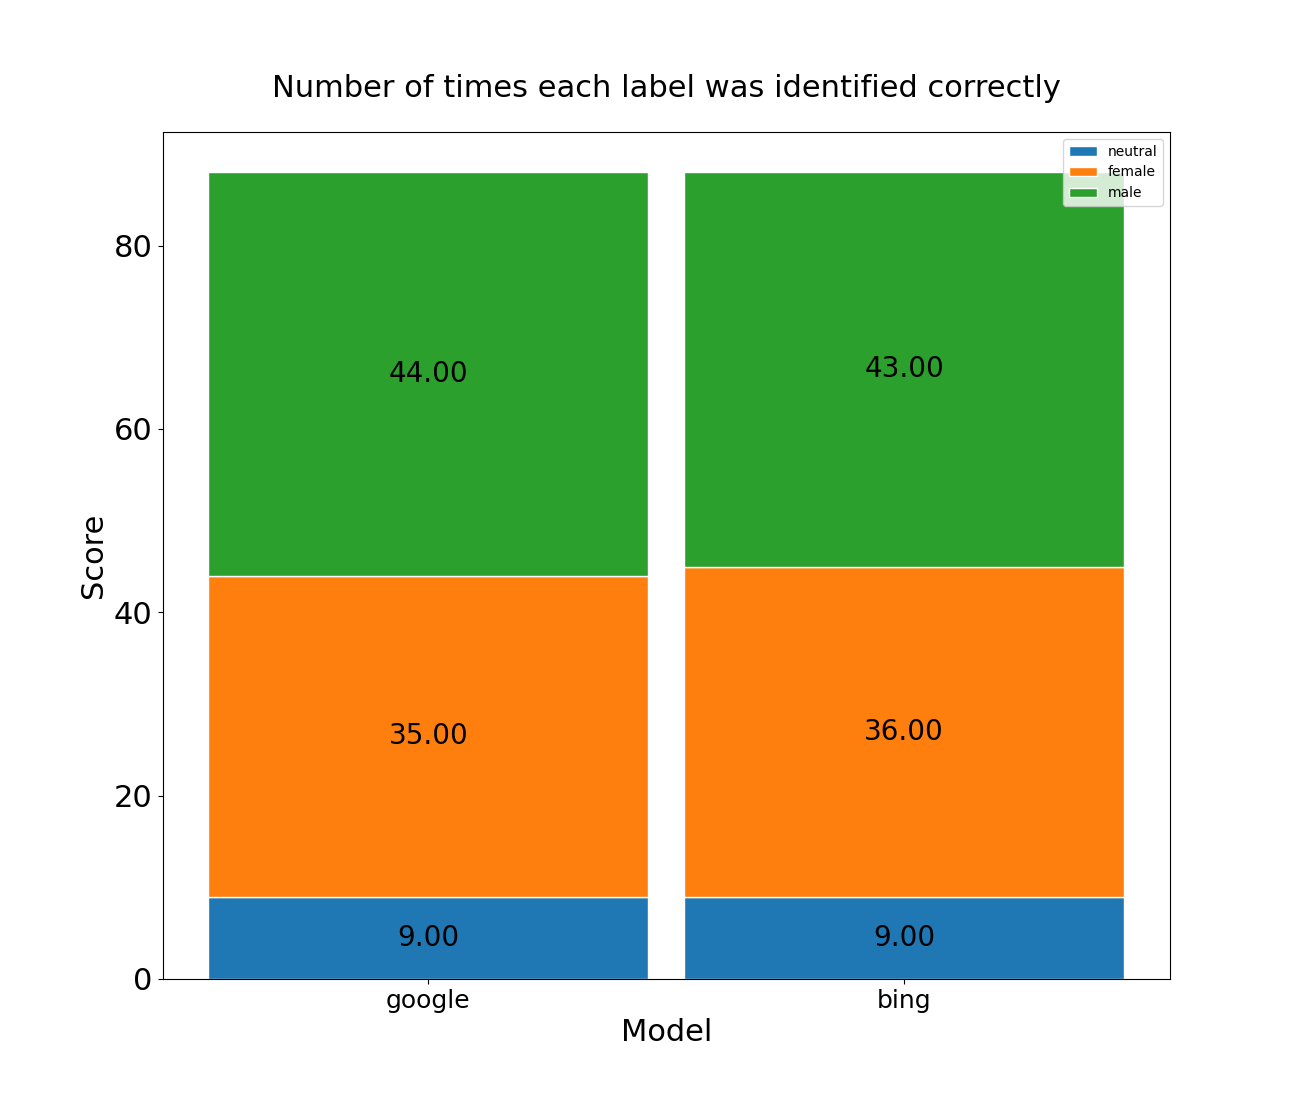 Number of times each label was identified correctly
neutral
female
male
80
60
40
20
0
Score
44.00
43.00
35.00
36.00
9.00
9.00
google
bing
Model